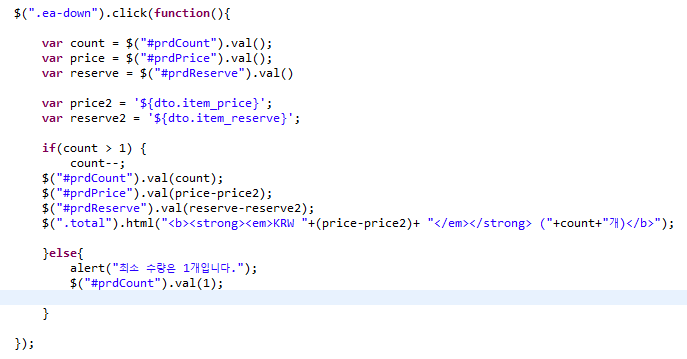 $(".ea-down").click(function(){
var count = $("#prdCount").val();
var price = $("#prdPrice").val();
var reserve = $("#prdReserve").val()
var price2 = '${dto.item_price}';
var reserve2 = '${dto.item_reserve}';
if(count > 1) {
count--;
$("#prdCount").val(count);
$("#prdPrice").val(price-price2);
$("#prdReserve").val(reserve-reserve2);
$(".total").html("<b><strong><em>KRW "+(price-price2)+ "</em></strong> ("+count+"개)</b>");
}else{
alert("최소 수량은 1개입니다.");
$("#prdCount").val(1);
}
});